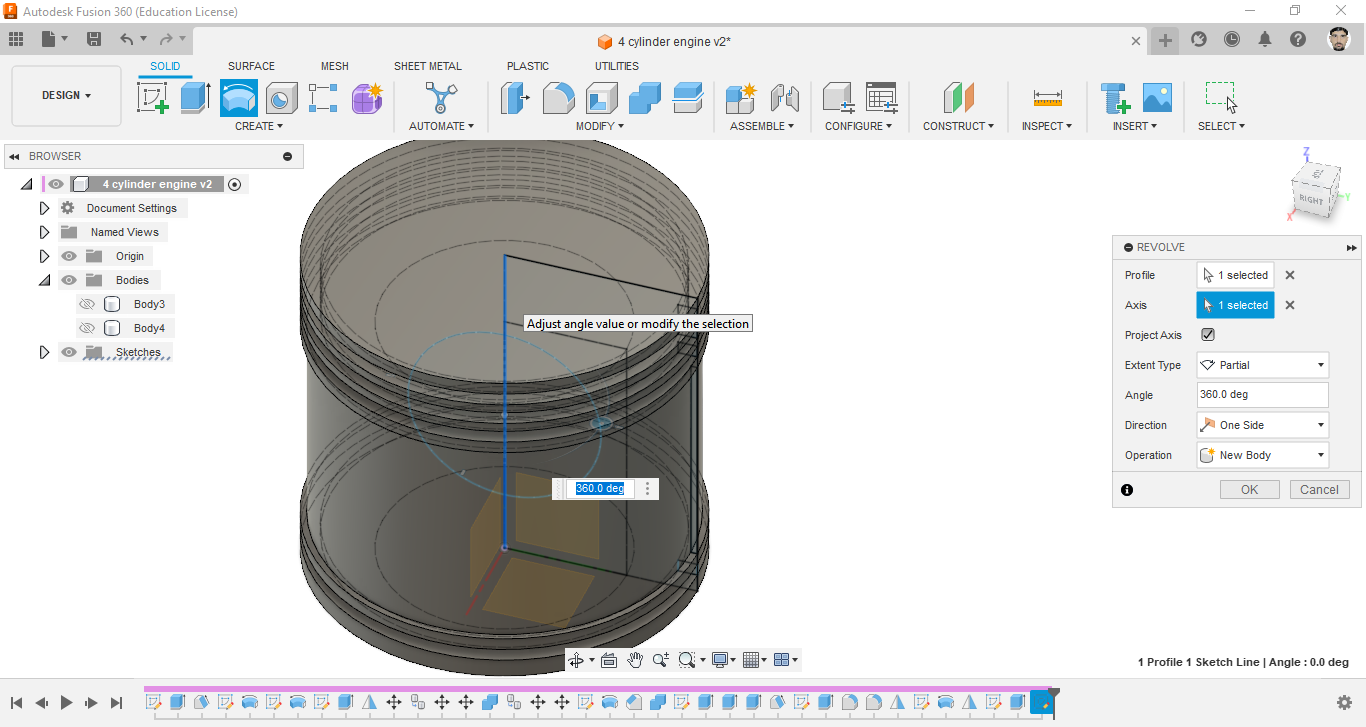 Autodesk Fusion 360 (Education License)
4 cylinder engine v2*
SOLID SURFACE MESH SHEET METAL PLASTIC UTILITIES
DESIGN
CREATE AUTOMATE MODIFY ASSEMBLE CONFIGURE CONSTRUCT INSPECT INSERT SELECT
BROWSER
4 cylinder engine v2
Document Settings
Named Views
Origin
Bodies
Body3
Body4
Sketches
Z
Y
X
TOP
RIGHT
REVOLVE
Profile 1 selected
Axis 1 selected
Project Axis
Extent Type Partial
Angle 360.0 deg
Direction One Side
Operation New Body
OK Cancel
Adjust angle value or modify the selection
360.0 deg
1 Profile 1 Sketch Line | Angle : 0.0 deg